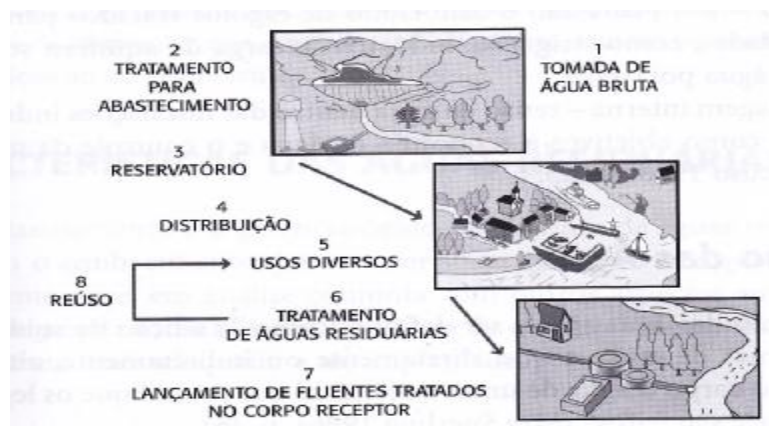 1
TOMADA DE
ÁGUA BRUTA
2
TRATAMENTO
PARA
ABASTECIMENTO
3
RESERVATÓRIO
4
DISTRIBUIÇÃO
5
USOS DIVERSOS
6
TRATAMENTO
DE ÁGUAS RESIDUÁRIAS
7
LANÇAMENTO DE FLUENTES TRATADOS
NO CORPO RECEPTOR
8
REÚSO